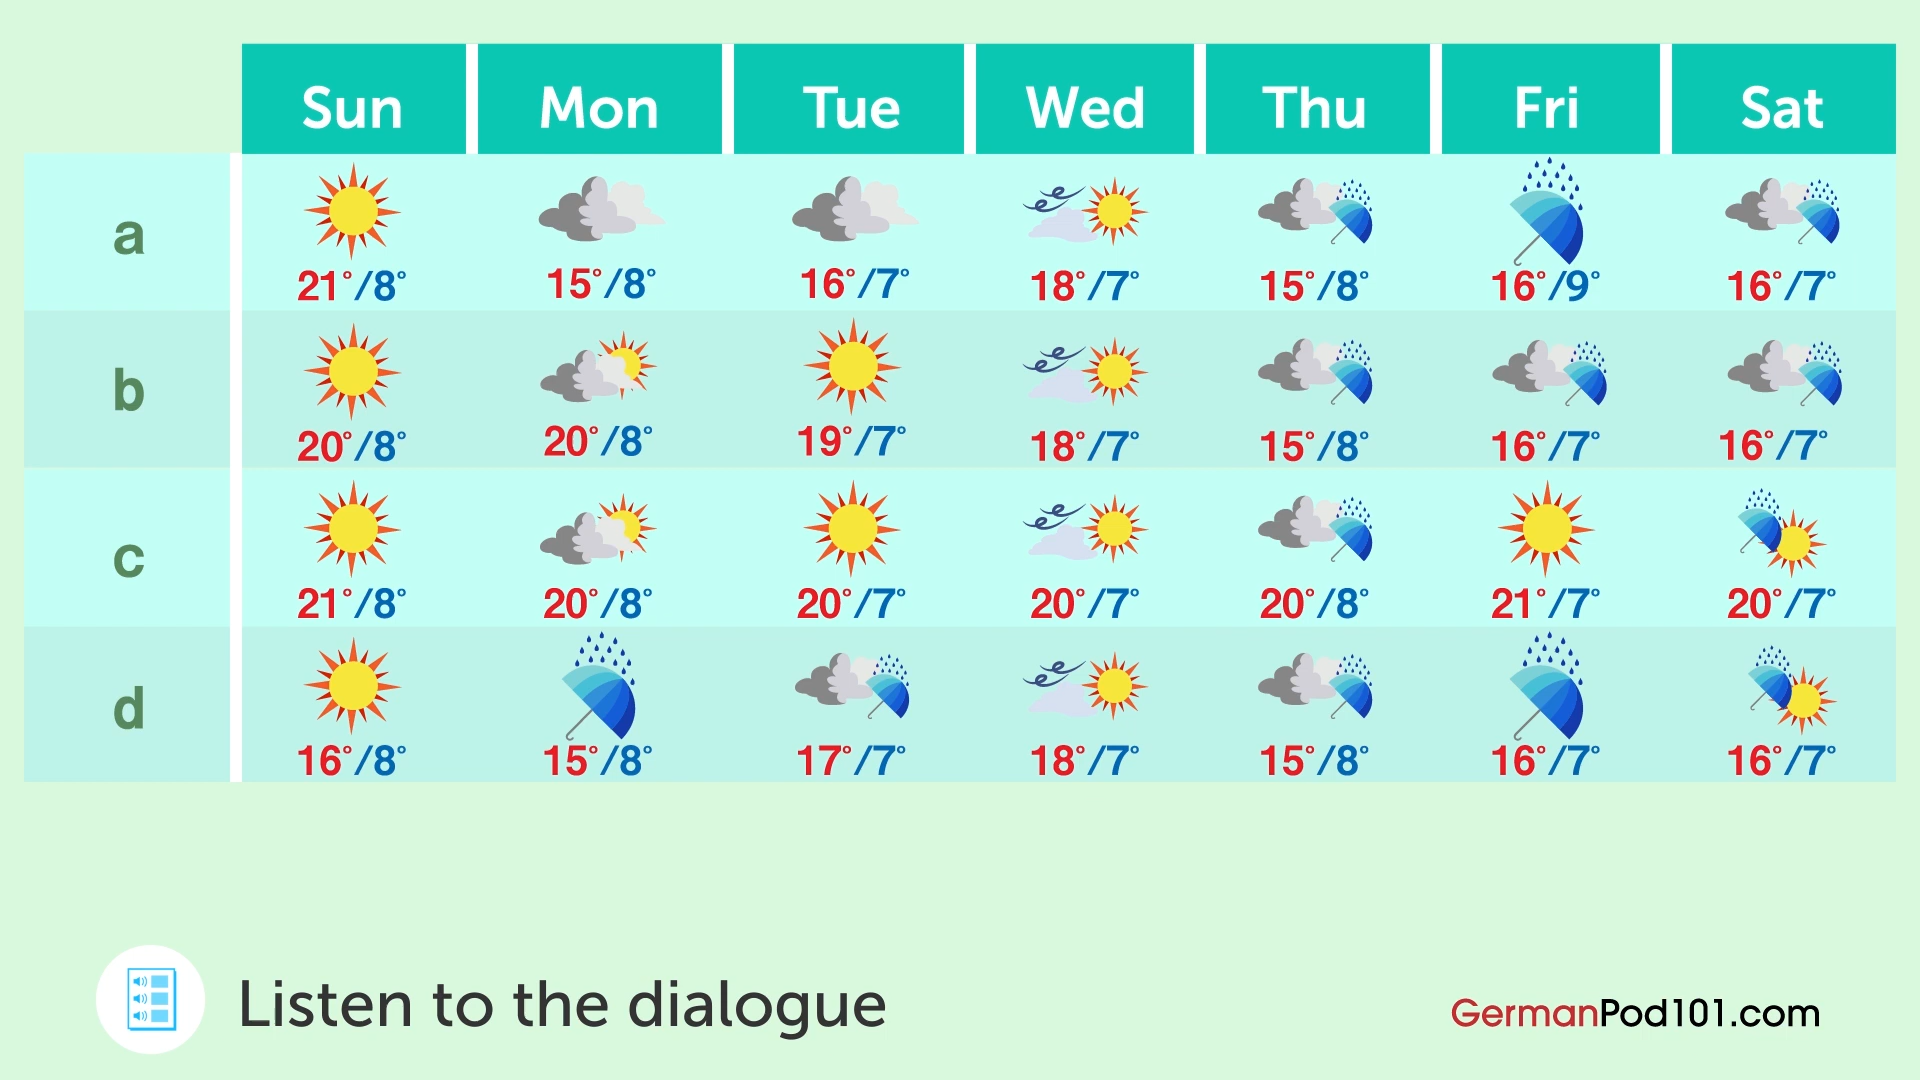 Sun Mon Tue Wed Thu Fri Sat
a 21°/8° 15°/8° 16°/7° 18°/7° 15°/8° 16°/9° 16°/7°
b 20°/8° 20°/8° 19°/7° 18°/7° 15°/8° 16°/7° 16°/7°
c 21°/8° 20°/8° 20°/7° 20°/7° 20°/8° 21°/7° 20°/7°
d 16°/8° 15°/8° 17°/7° 18°/7° 15°/8° 16°/7° 16°/7°
Listen to the dialogue
GermanPod101.com